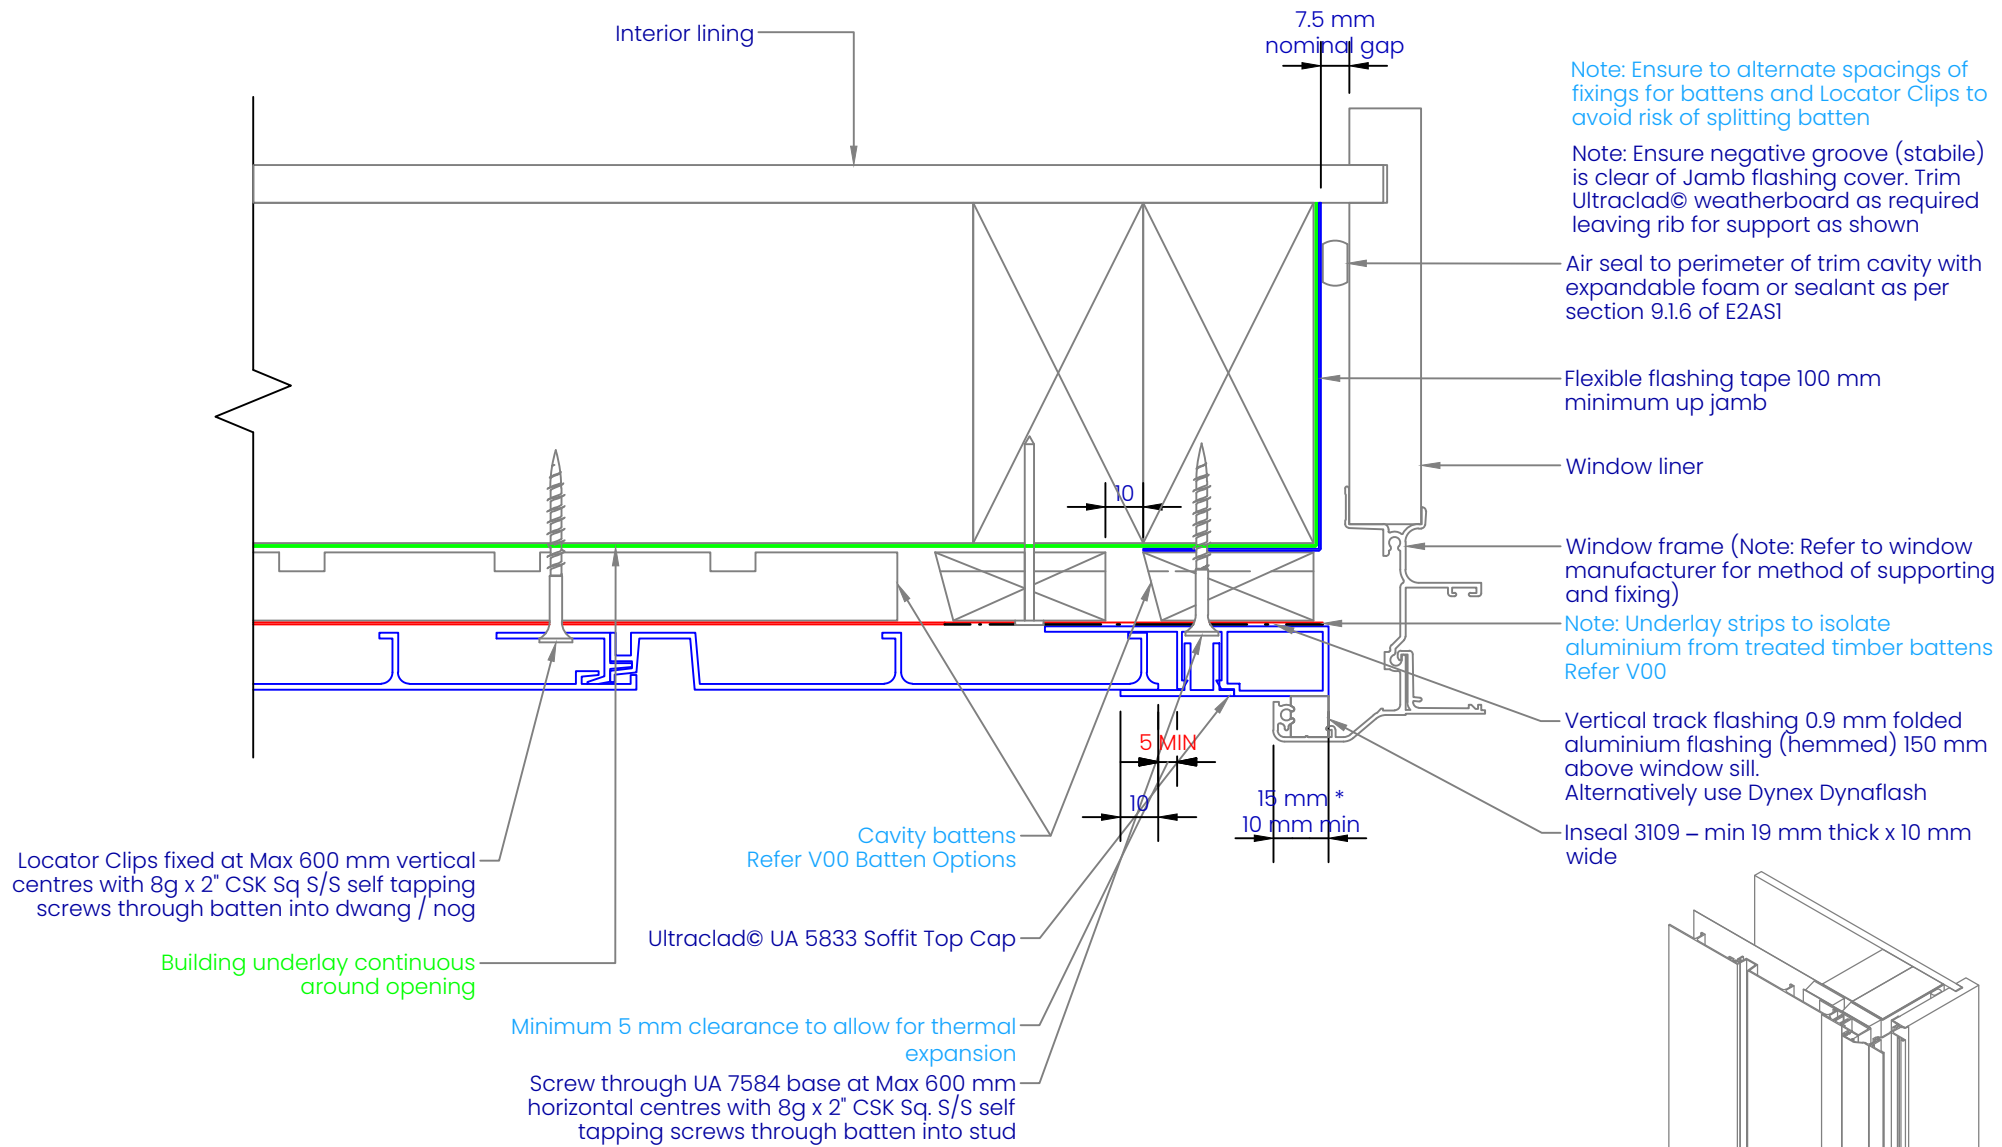 Interior lining
7.5 mm
nominal gap
Note: Ensure to alternate spacings of
fixings for battens and Locator Clips to
avoid risk of splitting batten
Note: Ensure negative groove (stabile)
is clear of Jamb flashing cover. Trim
Ultraclad© weatherboard as required
leaving rib for support as shown
Air seal to perimeter of trim cavity with
expandable foam or sealant as per
section 9.1.6 of E2AS1
Flexible flashing tape 100 mm
minimum up jamb
Window liner
10
Window frame (Note: Refer to window
manufacturer for method of supporting
and fixing)
Note: Underlay strips to isolate
aluminium from treated timber battens
Refer V00
Vertical track flashing 0.9 mm folded
aluminium flashing (hemmed) 150 mm
above window sill.
Alternatively use Dynex Dynaflash
Inseal 3109 – min 19 mm thick x 10 mm
wide
5 MIN
10
15 mm *
10 mm min
Cavity battens
Refer V00 Batten Options
Locator Clips fixed at Max 600 mm vertical
centres with 8g x 2" CSK Sq S/S self tapping
screws through batten into dwang / nog
Ultraclad© UA 5833 Soffit Top Cap
Building underlay continuous
around opening
Minimum 5 mm clearance to allow for thermal
expansion
Screw through UA 7584 base at Max 600 mm
horizontal centres with 8g x 2" CSK Sq. S/S self
tapping screws through batten into stud